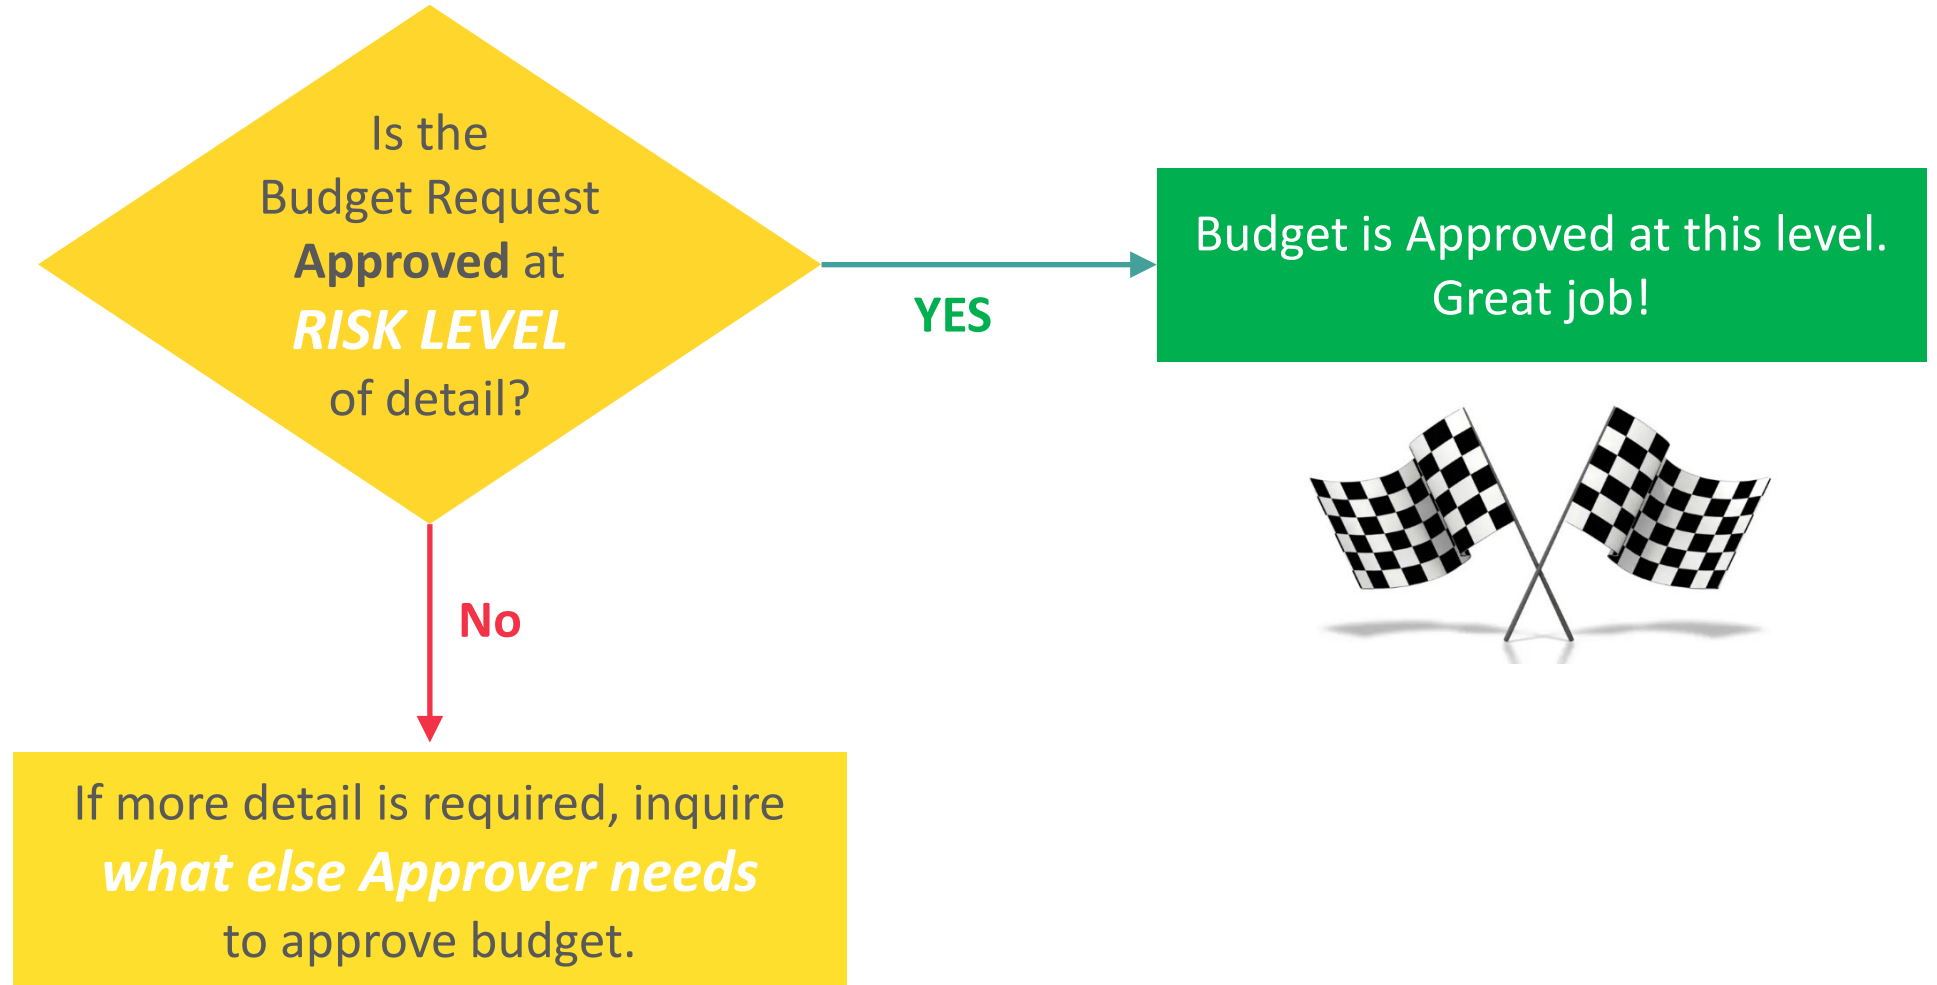 Is the
Budget Request
Approved at
RISK LEVEL
of detail?
YES
Budget is Approved at this level.
Great job!
No
If more detail is required, inquire
what else Approver needs
to approve budget.